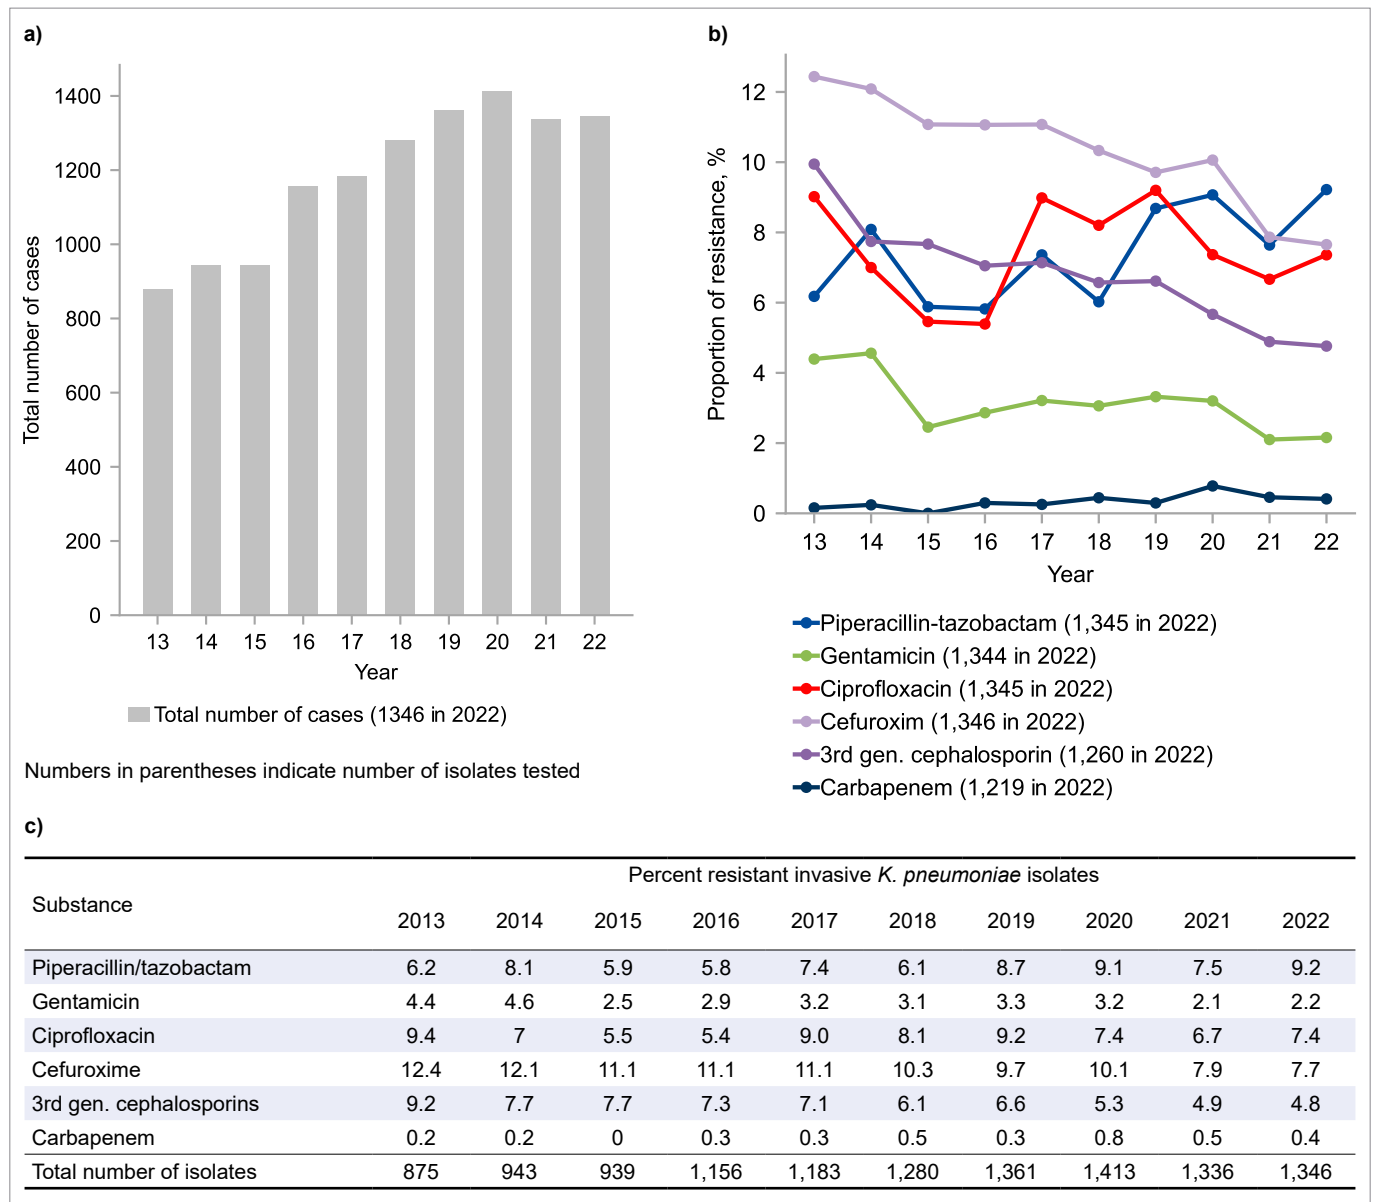 a)
1400
1200
1000
800
600
400
200
0
Total number of cases
13 14 15 16 17 18 19 20 21 22
Year
Total number of cases (1346 in 2022)
Numbers in parentheses indicate number of isolates tested
b)
12
10
8
6
4
2
0
Proportion of resistance, %
13 14 15 16 17 18 19 20 21 22
Year
Piperacillin-tazobactam (1,345 in 2022)
Gentamicin (1,344 in 2022)
Ciprofloxacin (1,345 in 2022)
Cefuroxim (1,346 in 2022)
3rd gen. cephalosporin (1,260 in 2022)
Carbapenem (1,219 in 2022)
c)
Percent resistant invasive K. pneumoniae isolates
Substance
2013 2014 2015 2016 2017 2018 2019 2020 2021 2022
Piperacillin/tazobactam 6.2 8.1 5.9 5.8 7.4 6.1 8.7 9.1 7.5 9.2
Gentamicin 4.4 4.6 2.5 2.9 3.2 3.1 3.3 3.2 2.1 2.2
Ciprofloxacin 9.4 7 5.5 5.4 9.0 8.1 9.2 7.4 6.7 7.4
Cefuroxime 12.4 12.1 11.1 11.1 11.1 10.3 9.7 10.1 7.9 7.7
3rd gen. cephalosporins 9.2 7.7 7.7 7.3 7.1 6.1 6.6 5.3 4.9 4.8
Carbapenem 0.2 0.2 0 0.3 0.3 0.5 0.3 0.8 0.5 0.4
Total number of isolates 875 943 939 1,156 1,183 1,280 1,361 1,413 1,336 1,346